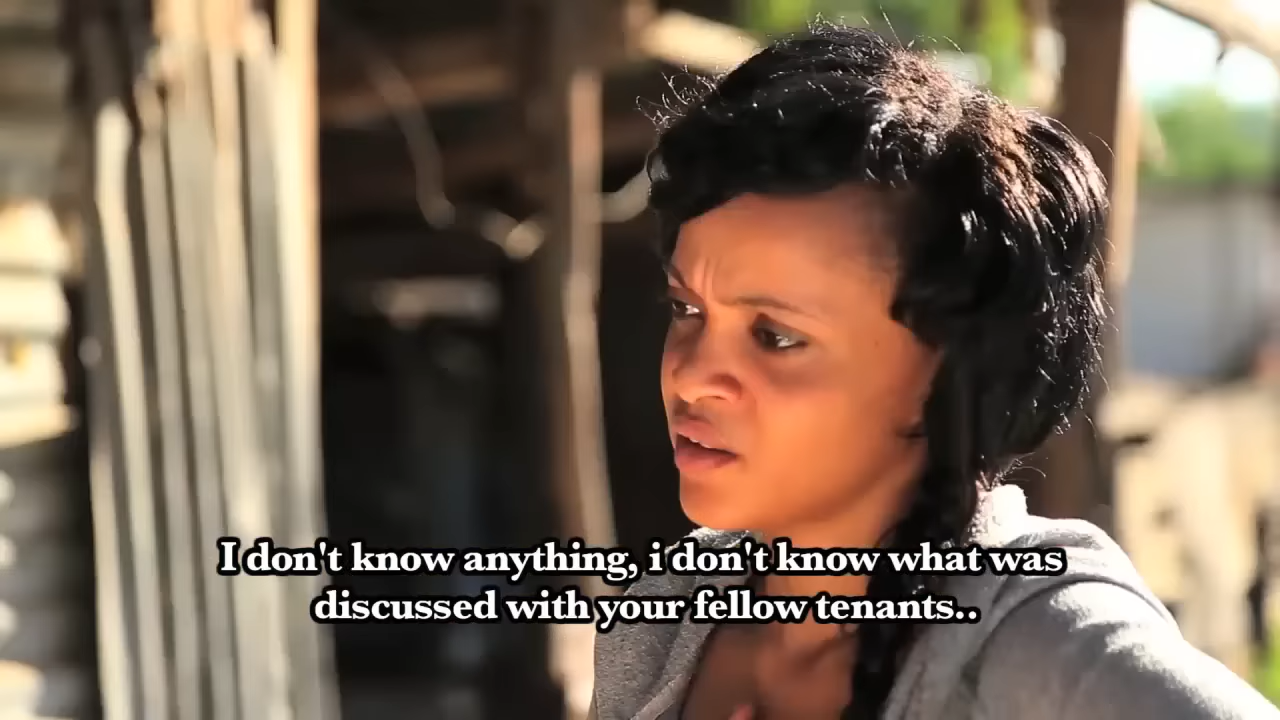 I don't know anything, i don't know what was
discussed with your fellow tenants..